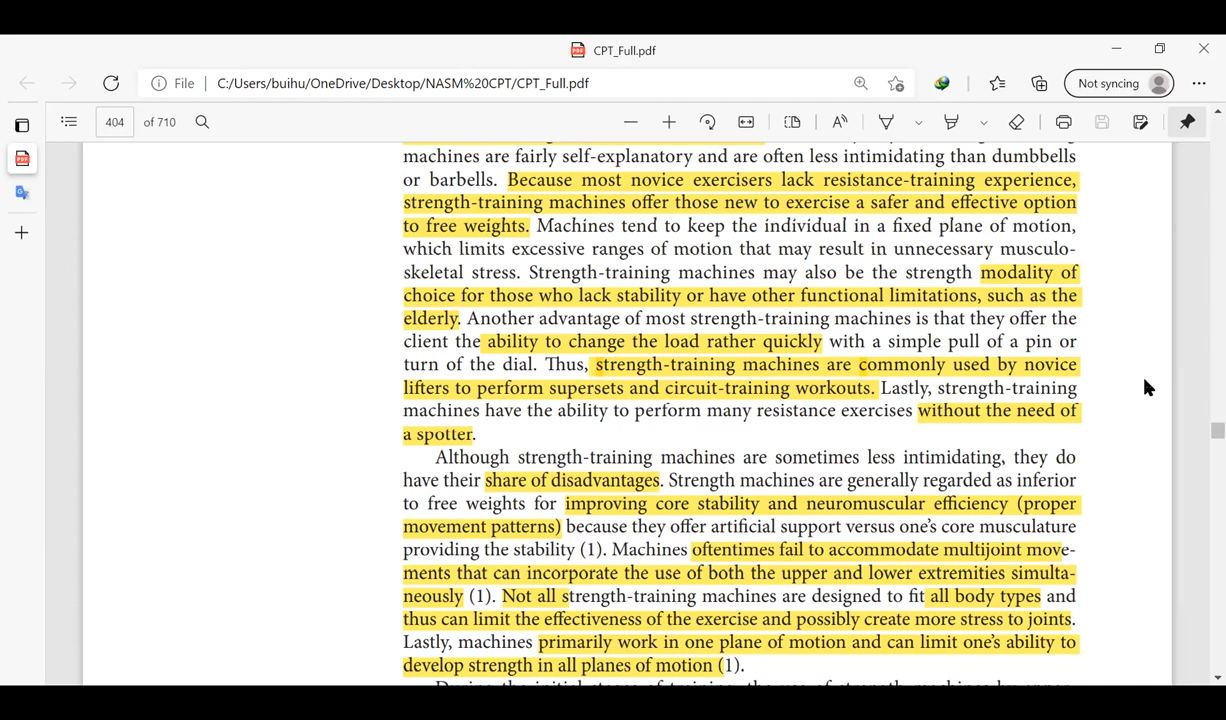 CPT_Full.pdf
File | C:/Users/buihu/OneDrive/Desktop/NASM%20CPT/CPT_Full.pdf
Not syncing
404 of 710
machines are fairly self-explanatory and are often less intimidating than dumbbells
or barbells. Because most novice exercisers lack resistance-training experience,
strength-training machines offer those new to exercise a safer and effective option
to free weights. Machines tend to keep the individual in a fixed plane of motion,
which limits excessive ranges of motion that may result in unnecessary musculo-
skeletal stress. Strength-training machines may also be the strength modality of
choice for those who lack stability or have other functional limitations, such as the
elderly. Another advantage of most strength-training machines is that they offer the
client the ability to change the load rather quickly with a simple pull of a pin or
turn of the dial. Thus, strength-training machines are commonly used by novice
lifters to perform supersets and circuit-training workouts. Lastly, strength-training
machines have the ability to perform many resistance exercises without the need of
a spotter.
Although strength-training machines are sometimes less intimidating, they do
have their share of disadvantages. Strength machines are generally regarded as inferior
to free weights for improving core stability and neuromuscular efficiency (proper
movement patterns) because they offer artificial support versus one's core musculature
providing the stability (1). Machines oftentimes fail to accommodate multijoint move-
ments that can incorporate the use of both the upper and lower extremities simulta-
neously (1). Not all strength-training machines are designed to fit all body types and
thus can limit the effectiveness of the exercise and possibly create more stress to joints.
Lastly, machines primarily work in one plane of motion and can limit one's ability to
develop strength in all planes of motion (1).